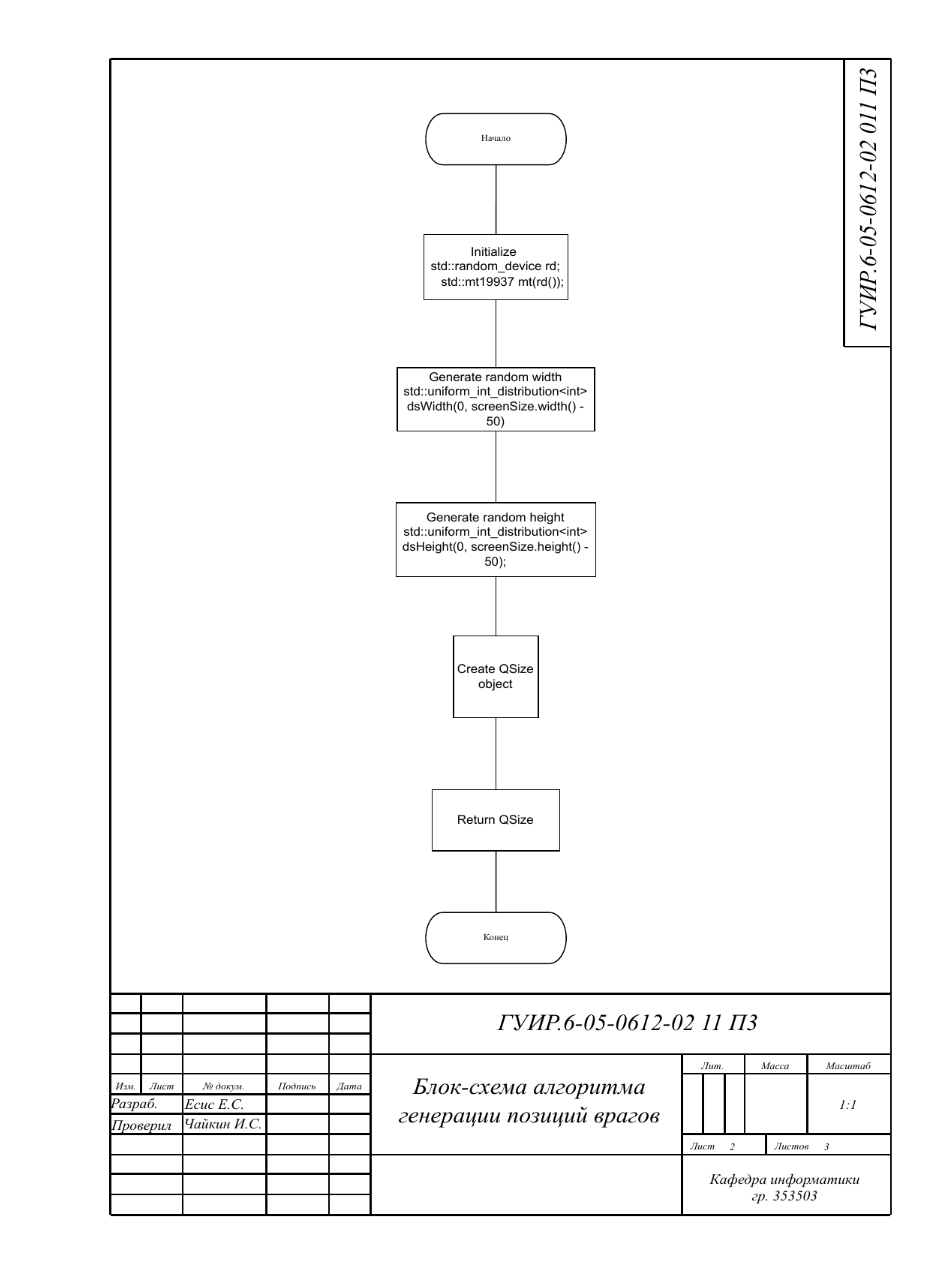 ГУИР.6-05-0612-02 011 ПЗ
Начало
Initialize
std::random_device rd;
std::mt19937 mt(rd());
Generate random width
std::uniform_int_distribution<int>
dsWidth(0, screenSize.width() -
50)
Generate random height
std::uniform_int_distribution<int>
dsHeight(0, screenSize.height() -
50);
Create QSize
object
Return QSize
Конец
ГУИР.6-05-0612-02 11 ПЗ
Лит. Масса Масштаб
Изм. Лист № докум. Подпись Дата
Блок-схема алгоритма
генерации позиций врагов
Разраб. Есис Е.С.
1:1
Проверил Чайкин И.С.
Лист 2 Листов 3
Кафедра информатики
гр. 353503